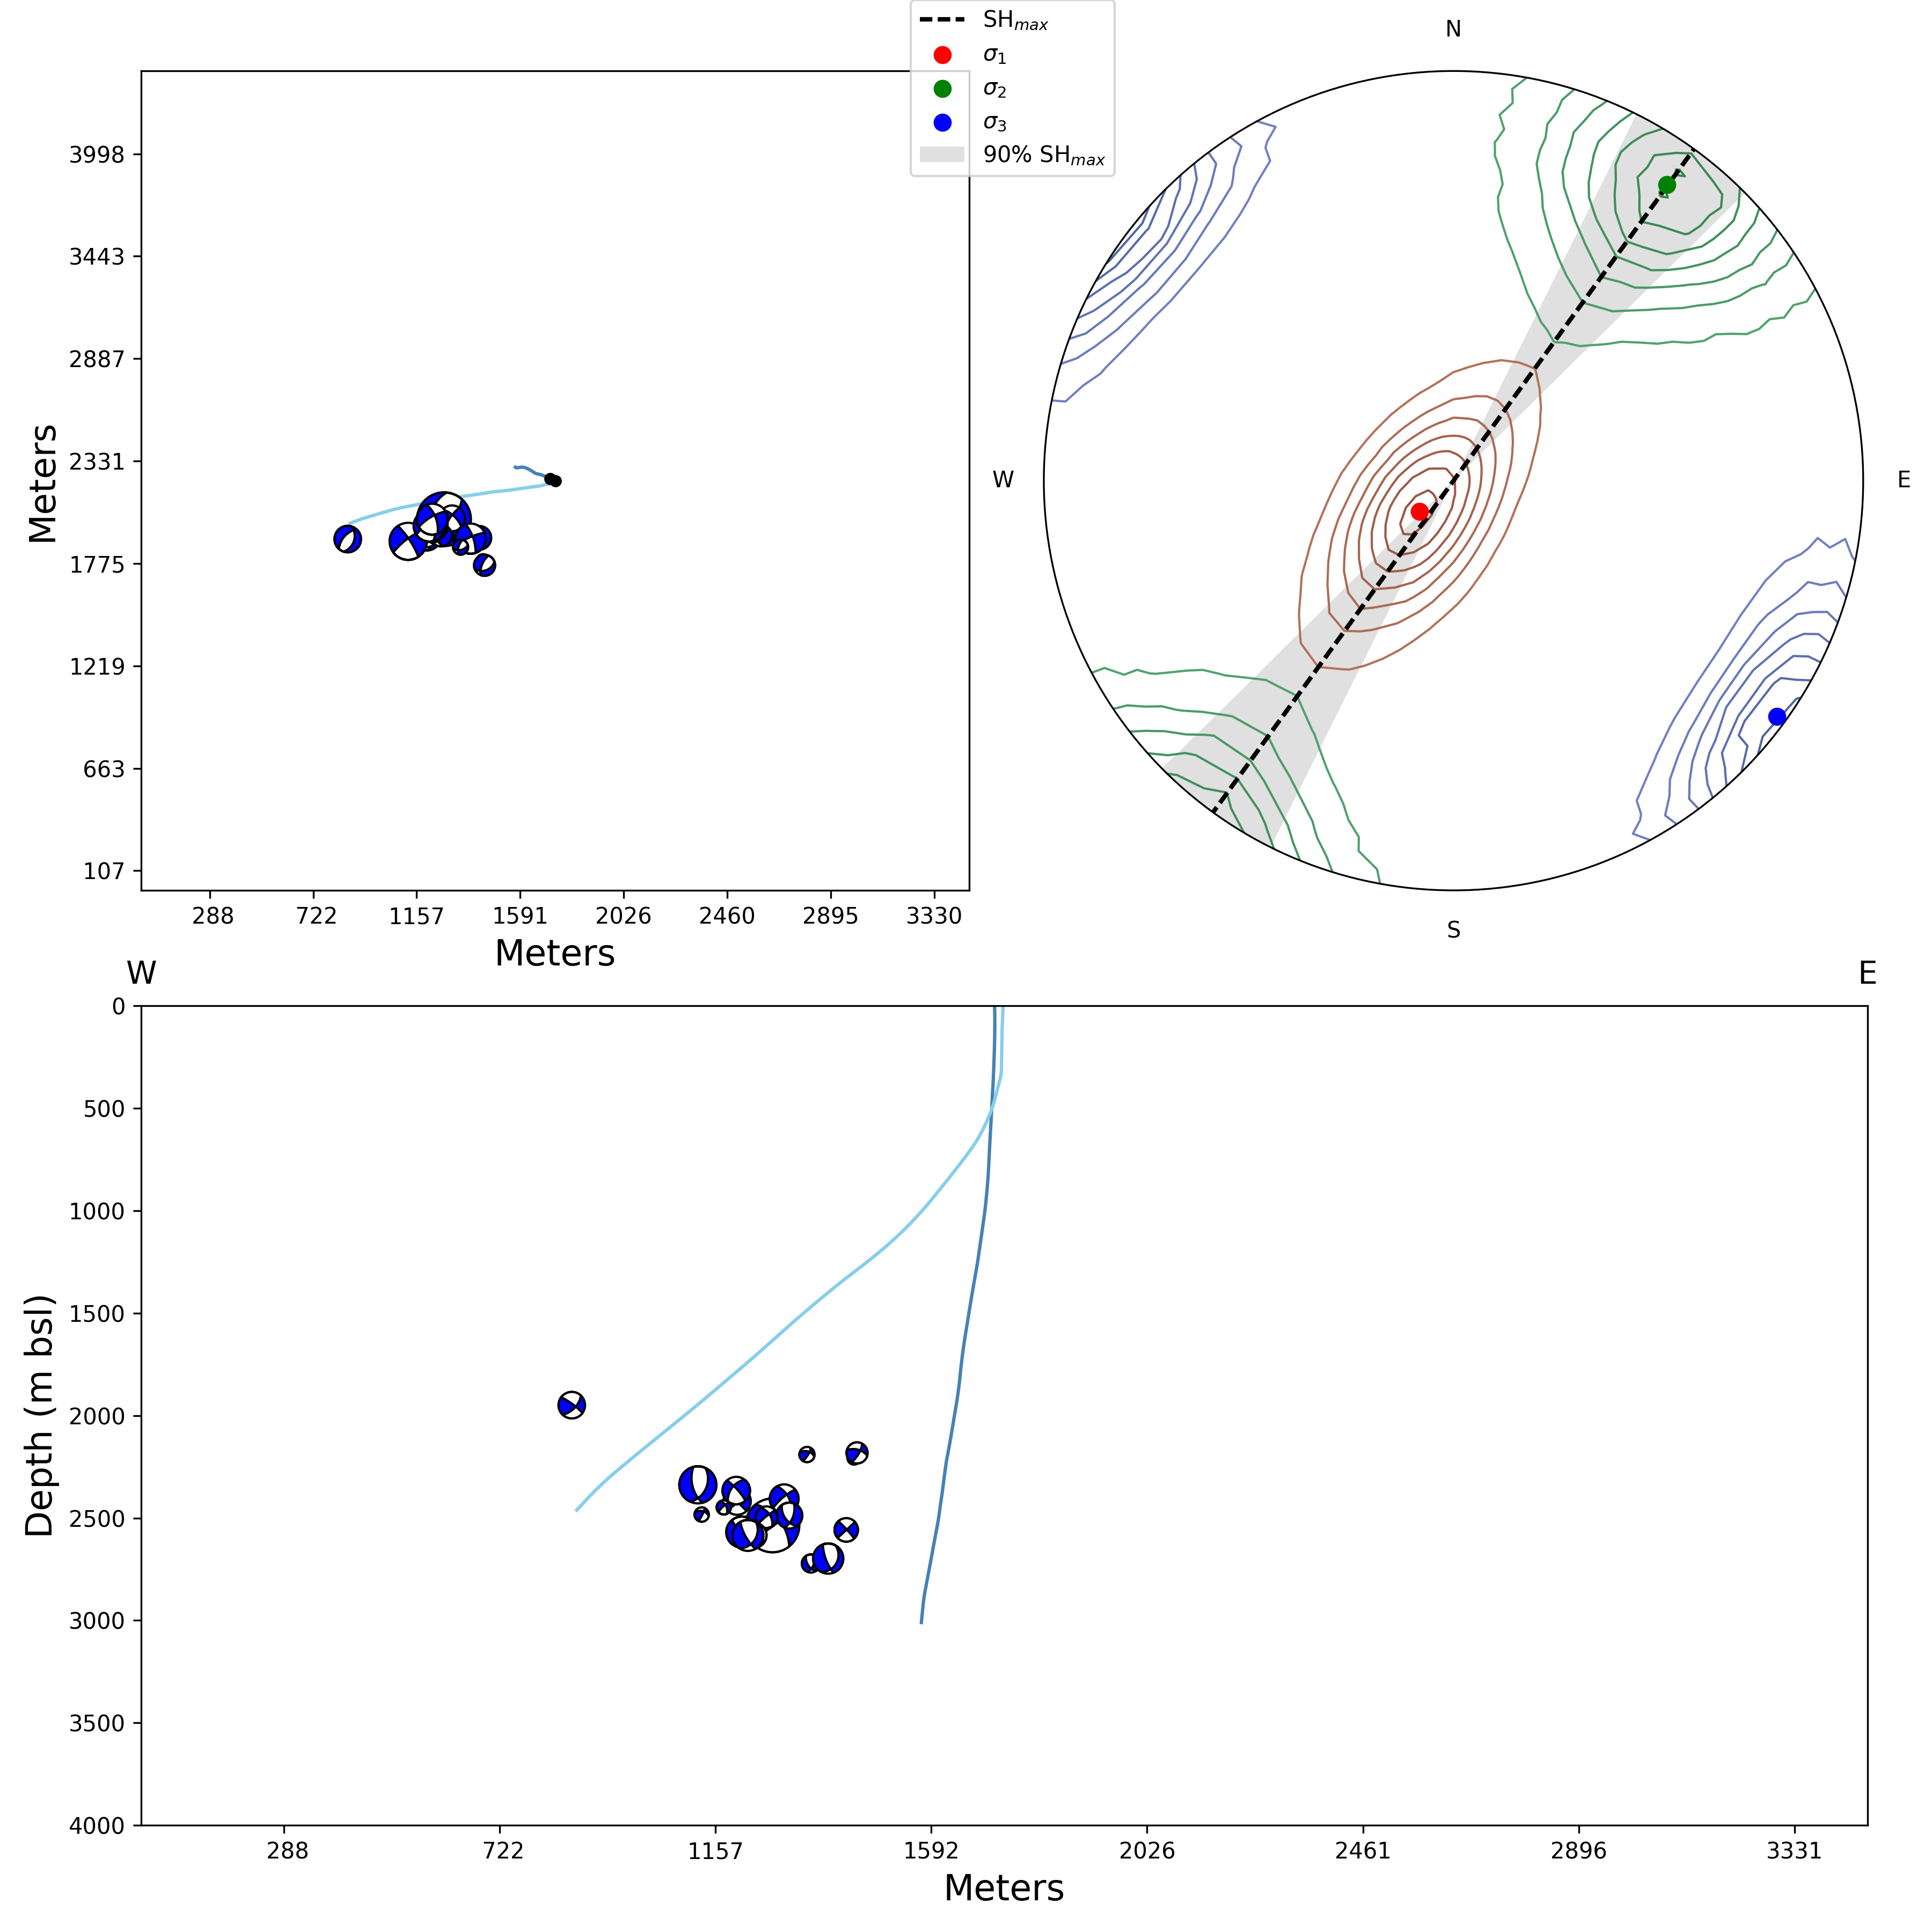 SHmax
σ1
σ2
σ3
90% SHmax
N
W
E
S
3998
3443
2887
2331
1775
1219
663
107
Meters
288 722 1157 1591 2026 2460 2895 3330
Meters
W E
0
500
1000
1500
2000
2500
3000
3500
4000
Depth (m bsl)
288 722 1157 1592 2026 2461 2896 3331
Meters